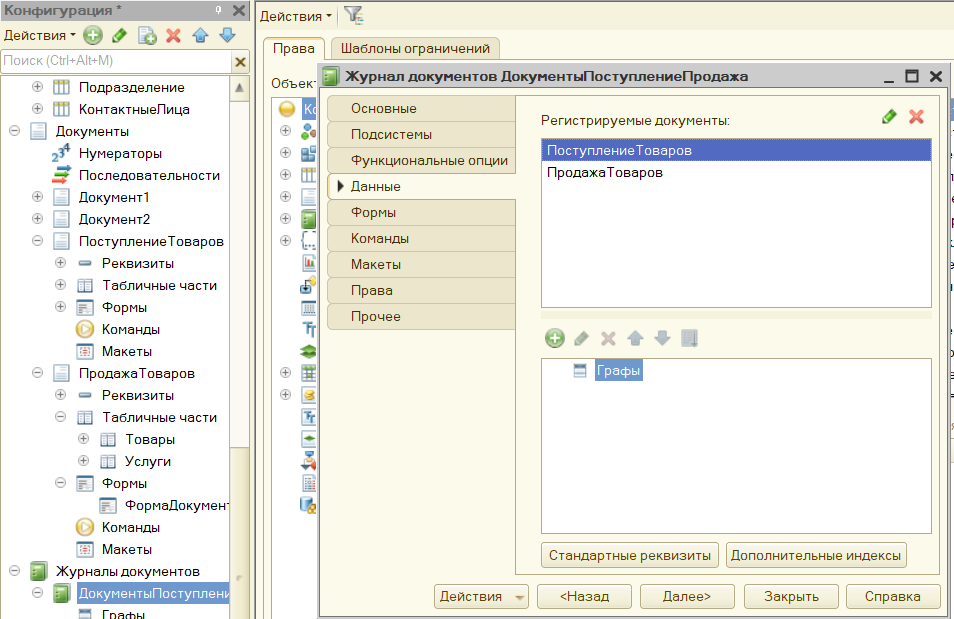 Конфигурация *
Действия
Поиск (Ctrl+Alt+M)
Подразделение
КонтактныеЛица
Документы
Нумераторы
Последовательности
Документ1
Документ2
ПоступлениеТоваров
Реквизиты
Табличные части
Формы
Команды
Макеты
ПродажаТоваров
Реквизиты
Табличные части
Товары
Услуги
Формы
ФормаДокумент
Команды
Макеты
Журналы документов
ДокументыПоступлени
Графы
Действия
Права
Шаблоны ограничений
Объек
Ко
Журнал документов ДокументыПоступлениеПродажа
Основные
Подсистемы
Функциональные опции
Данные
Формы
Команды
Макеты
Права
Прочее
Регистрируемые документы:
ПоступлениеТоваров
ПродажаТоваров
Графы
Стандартные реквизиты
Дополнительные индексы
Действия
<Назад
Далее>
Закрыть
Справка